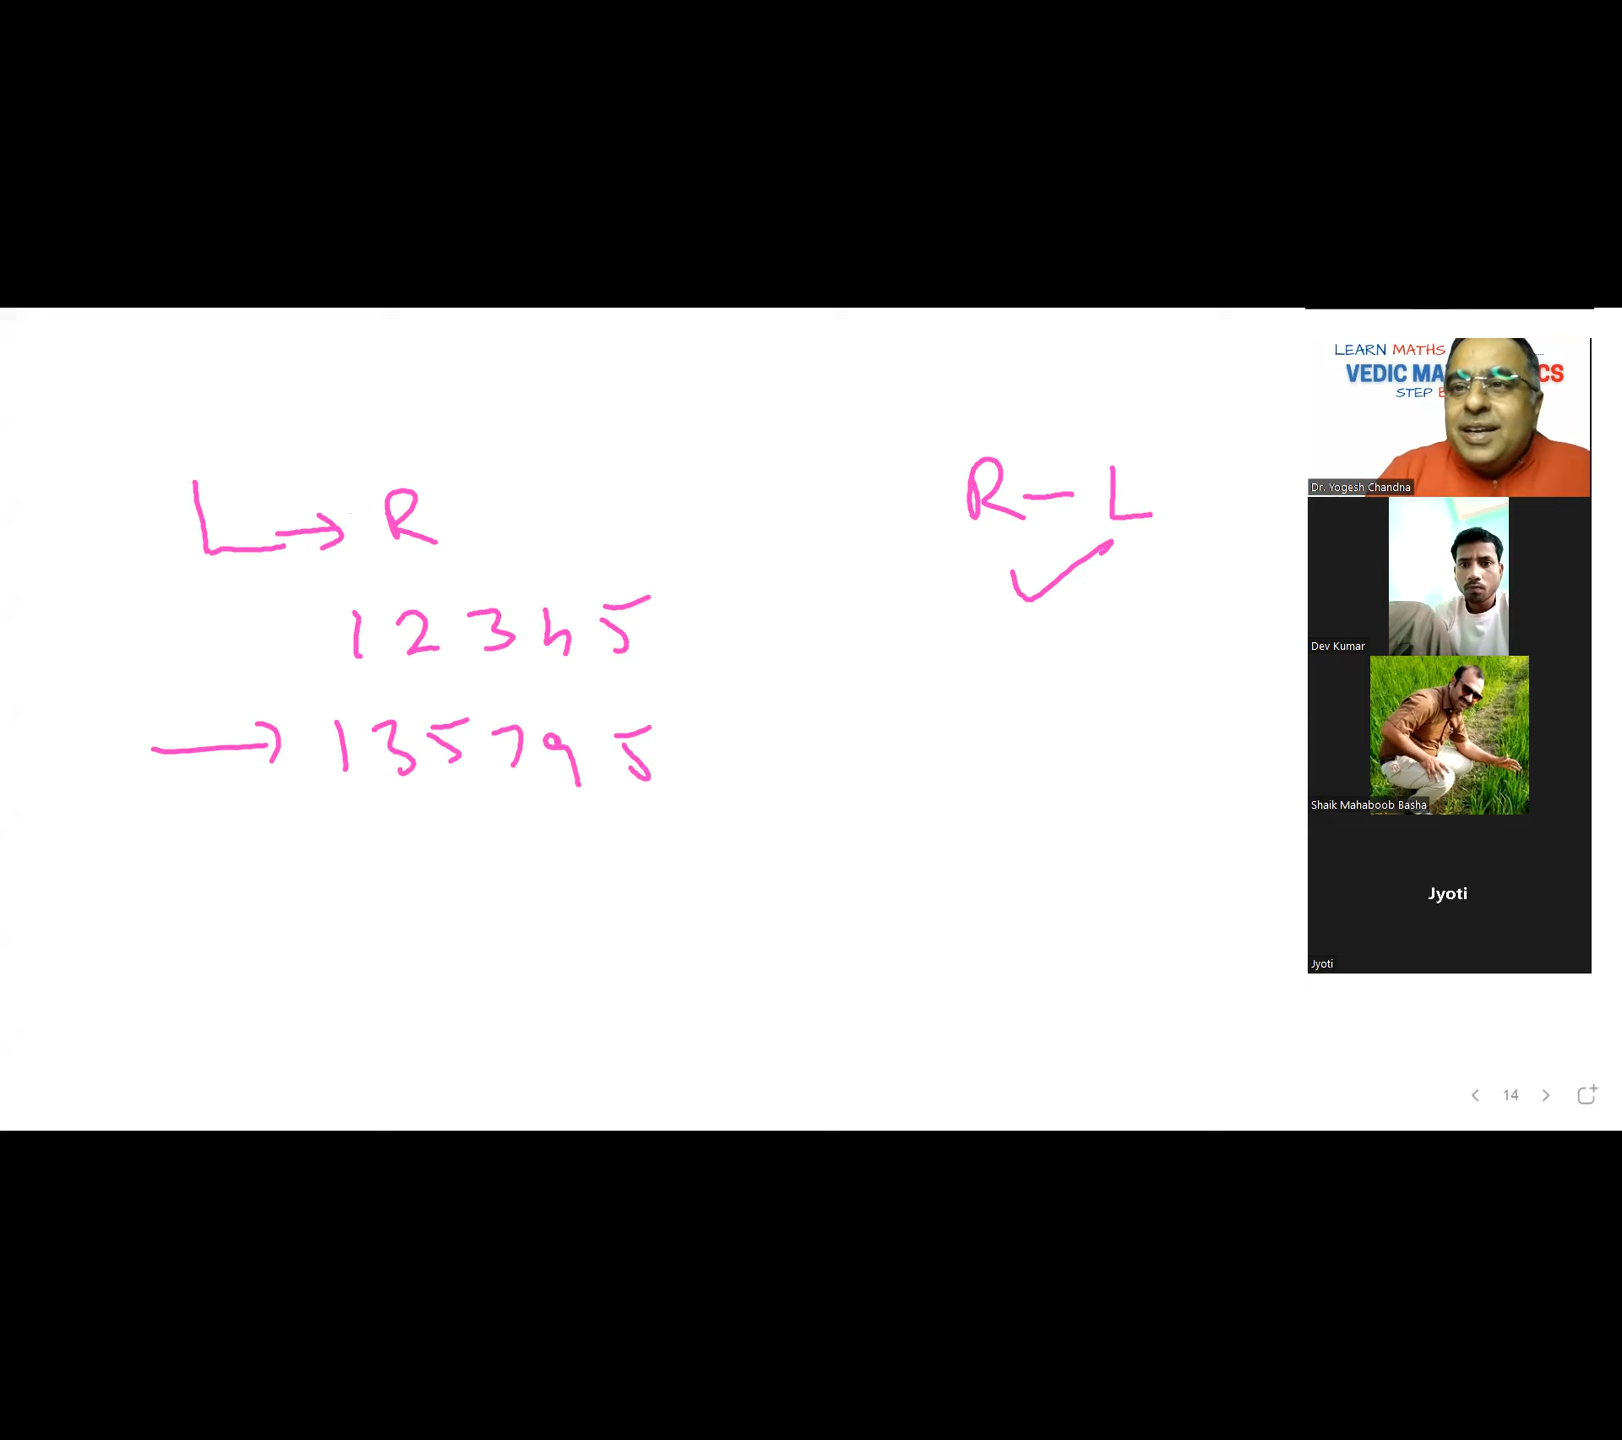 L → R
R - L
✓
1 2 3 4 5
→ 1 3 5 7 9 5
LEARN MATHS
VEDIC MA CS
STEP
Dr. Yogesh Chandna
Dev Kumar
Shaik Mahaboob Basha
Jyoti
Jyoti
< 14 >